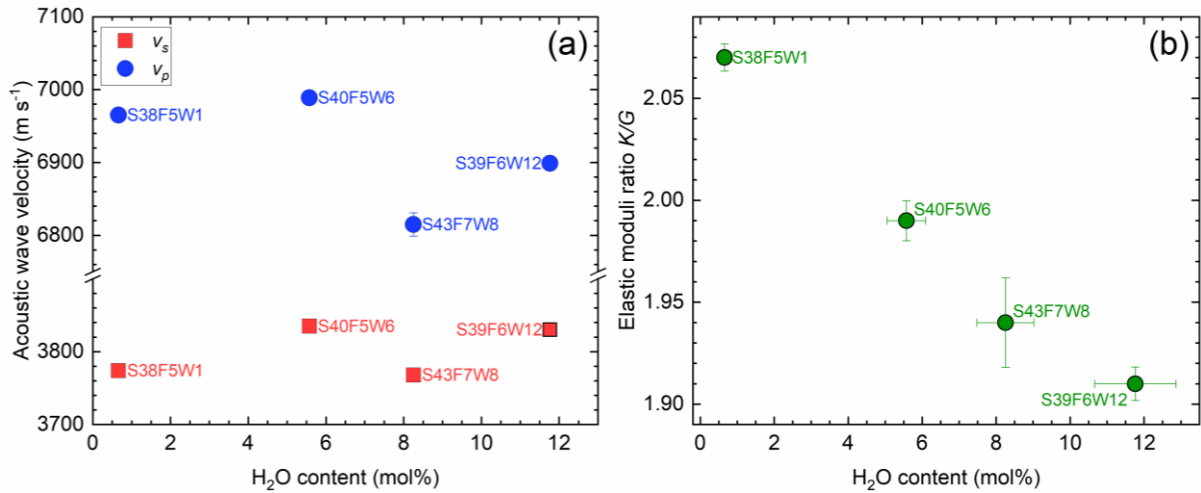 (a)
vs
vp
Acoustic wave velocity (m s-1)
7100
7000
6900
6800
3800
3700
S38F5W1
S40F5W6
S39F6W12
S43F7W8
S40F5W6
S39F6W12
S38F5W1
S43F7W8
0 2 4 6 8 10 12
H2O content (mol%)
(b)
Elastic moduli ratio K/G
2.05
2.00
1.95
1.90
S38F5W1
S40F5W6
S43F7W8
S39F6W12
0 2 4 6 8 10 12
H2O content (mol%)